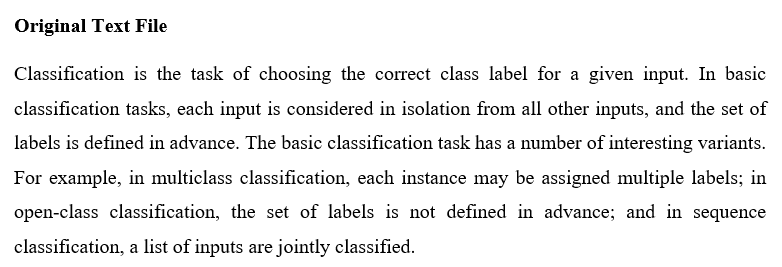 Original Text File
Classification is the task of choosing the correct class label for a given input. In basic
classification tasks, each input is considered in isolation from all other inputs, and the set of
labels is defined in advance. The basic classification task has a number of interesting variants.
For example, in multiclass classification, each instance may be assigned multiple labels; in
open-class classification, the set of labels is not defined in advance; and in sequence
classification, a list of inputs are jointly classified.